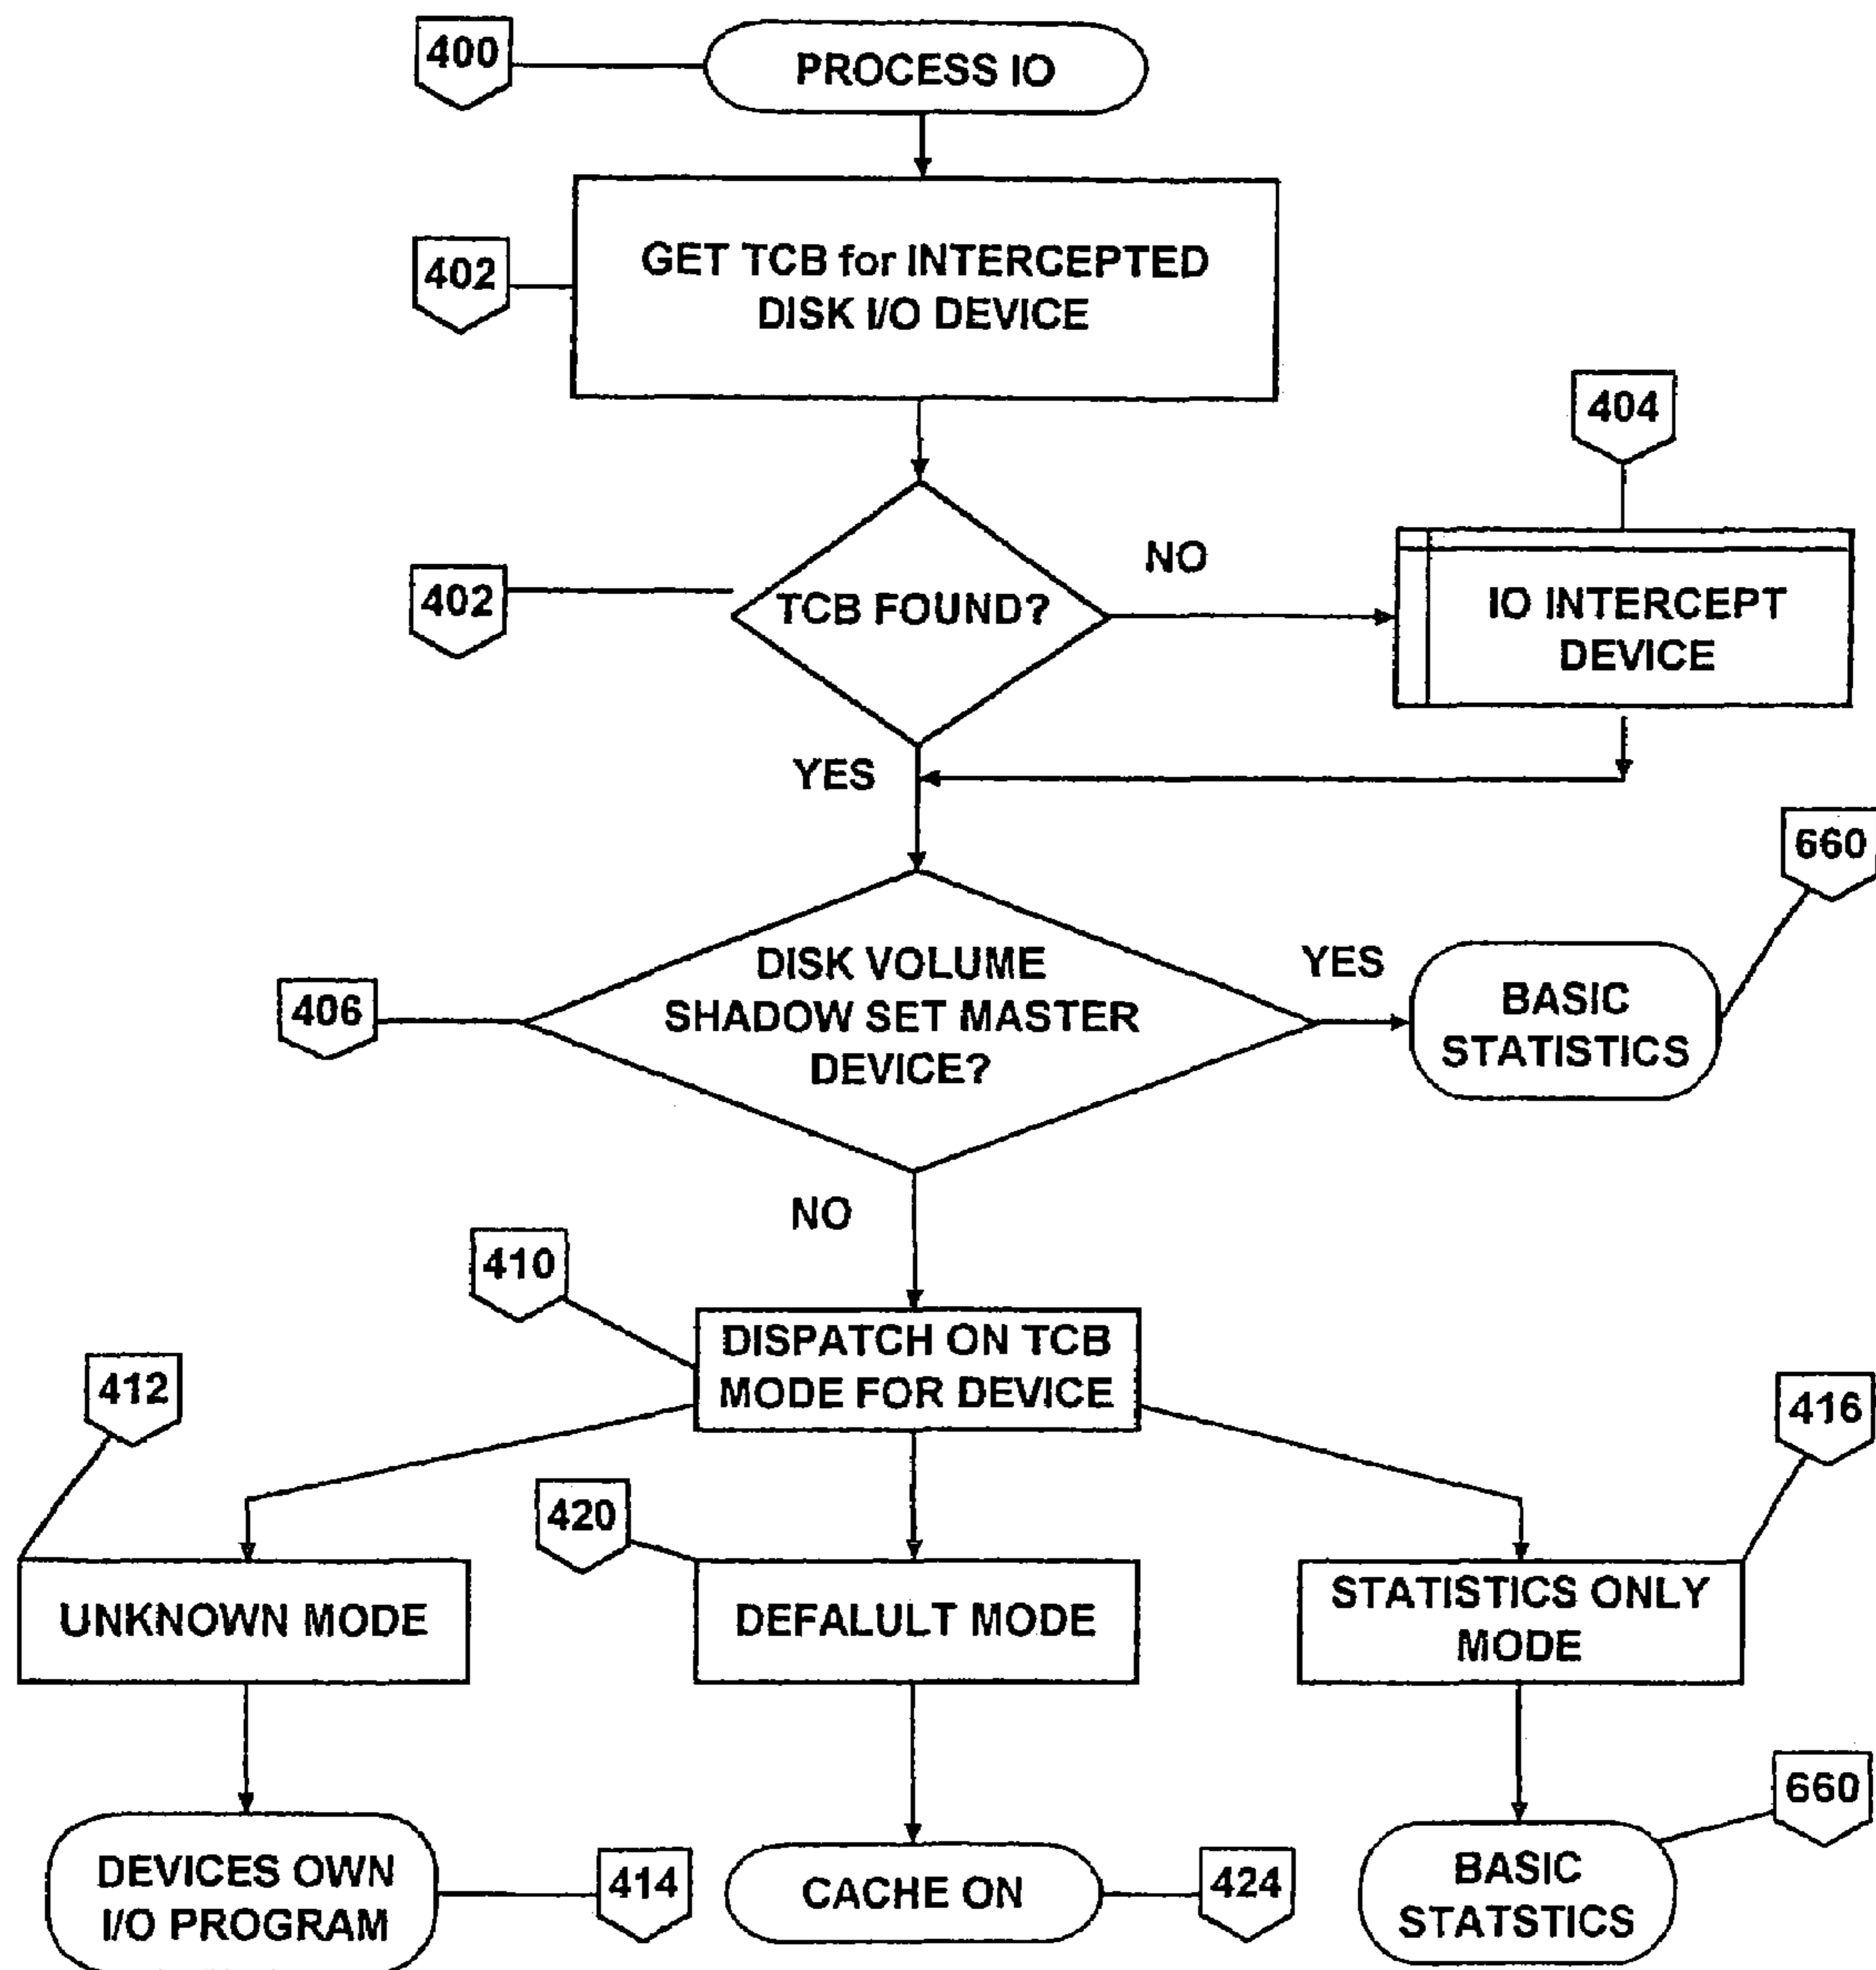 400
PROCESS IO
402
GET TCB for INTERCEPTED
DISK I/O DEVICE
404
402
TCB FOUND?
NO
IO INTERCEPT
DEVICE
YES
660
406
DISK VOLUME
SHADOW SET MASTER
DEVICE?
YES
BASIC
STATISTICS
NO
410
DISPATCH ON TCB
MODE FOR DEVICE
412
416
420
UNKNOWN MODE
DEFALULT MODE
STATISTICS ONLY
MODE
660
DEVICES OWN
I/O PROGRAM
414
CACHE ON
424
BASIC
STATSTICS